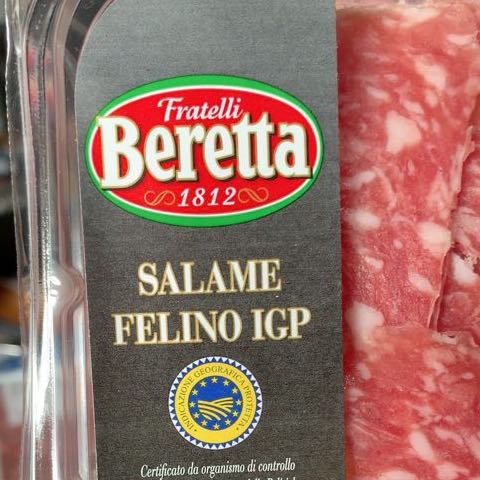 Fratelli
Beretta
1812
SALAME
FELINO IGP
INDICAZIONE GEOGRAFICA PROTETTA
Certificato da organismo di controllo